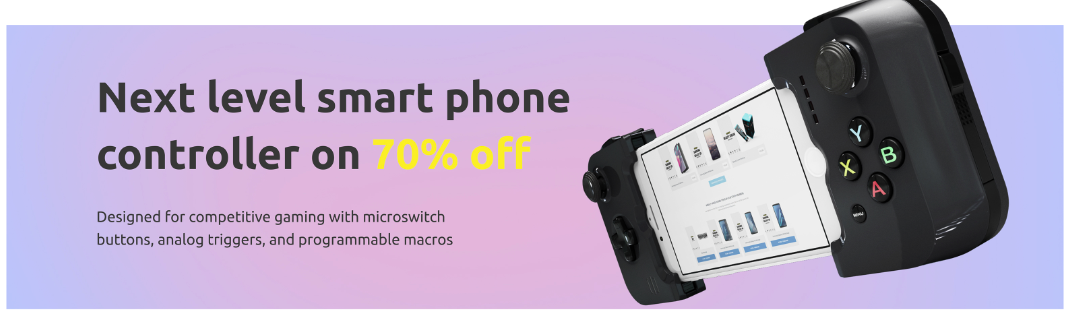 Next level smart phone
controller on 70% off
Designed for competitive gaming with microswitch
buttons, analog triggers, and programmable macros
Y
B
X
A
MENU